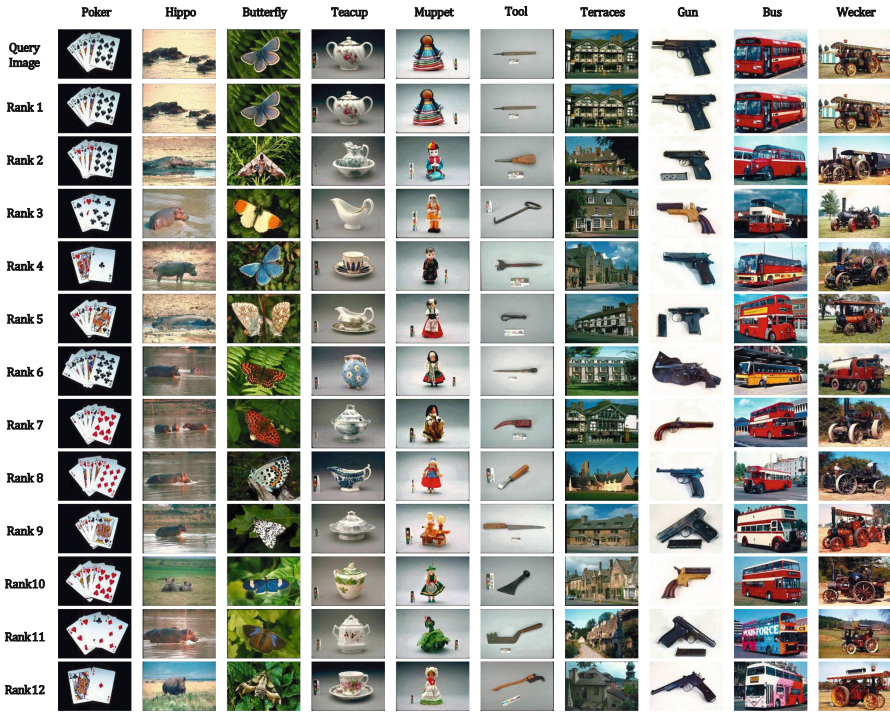 Poker Hippo Butterfly Teacup Muppet Tool Terraces Gun Bus Wecker
Query
Image
Rank 1
Rank 2
Rank 3
Rank 4
Rank 5
Rank 6
Rank 7
Rank 8
Rank 9
Rank10
Rank11
WORKFORCE
Rank12